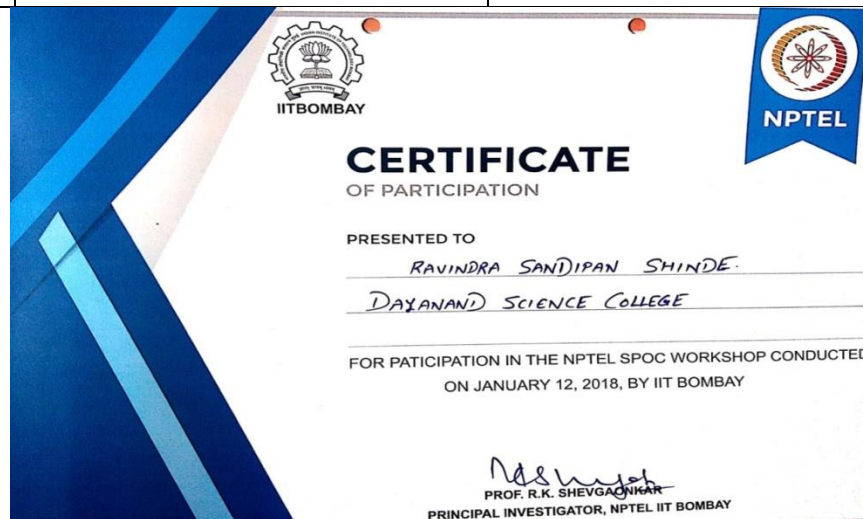 IITBOMBAY
NPTEL
CERTIFICATE
OF PARTICIPATION
PRESENTED TO
RAVINDRA SANDIPAN SHINDE.
DAYANAND SCIENCE COLLEGE
FOR PATICIPATION IN THE NPTEL SPOC WORKSHOP CONDUCTED
ON JANUARY 12, 2018, BY IIT BOMBAY
PROF. R.K. SHEVGAONKAR
PRINCIPAL INVESTIGATOR, NPTEL IIT BOMBAY